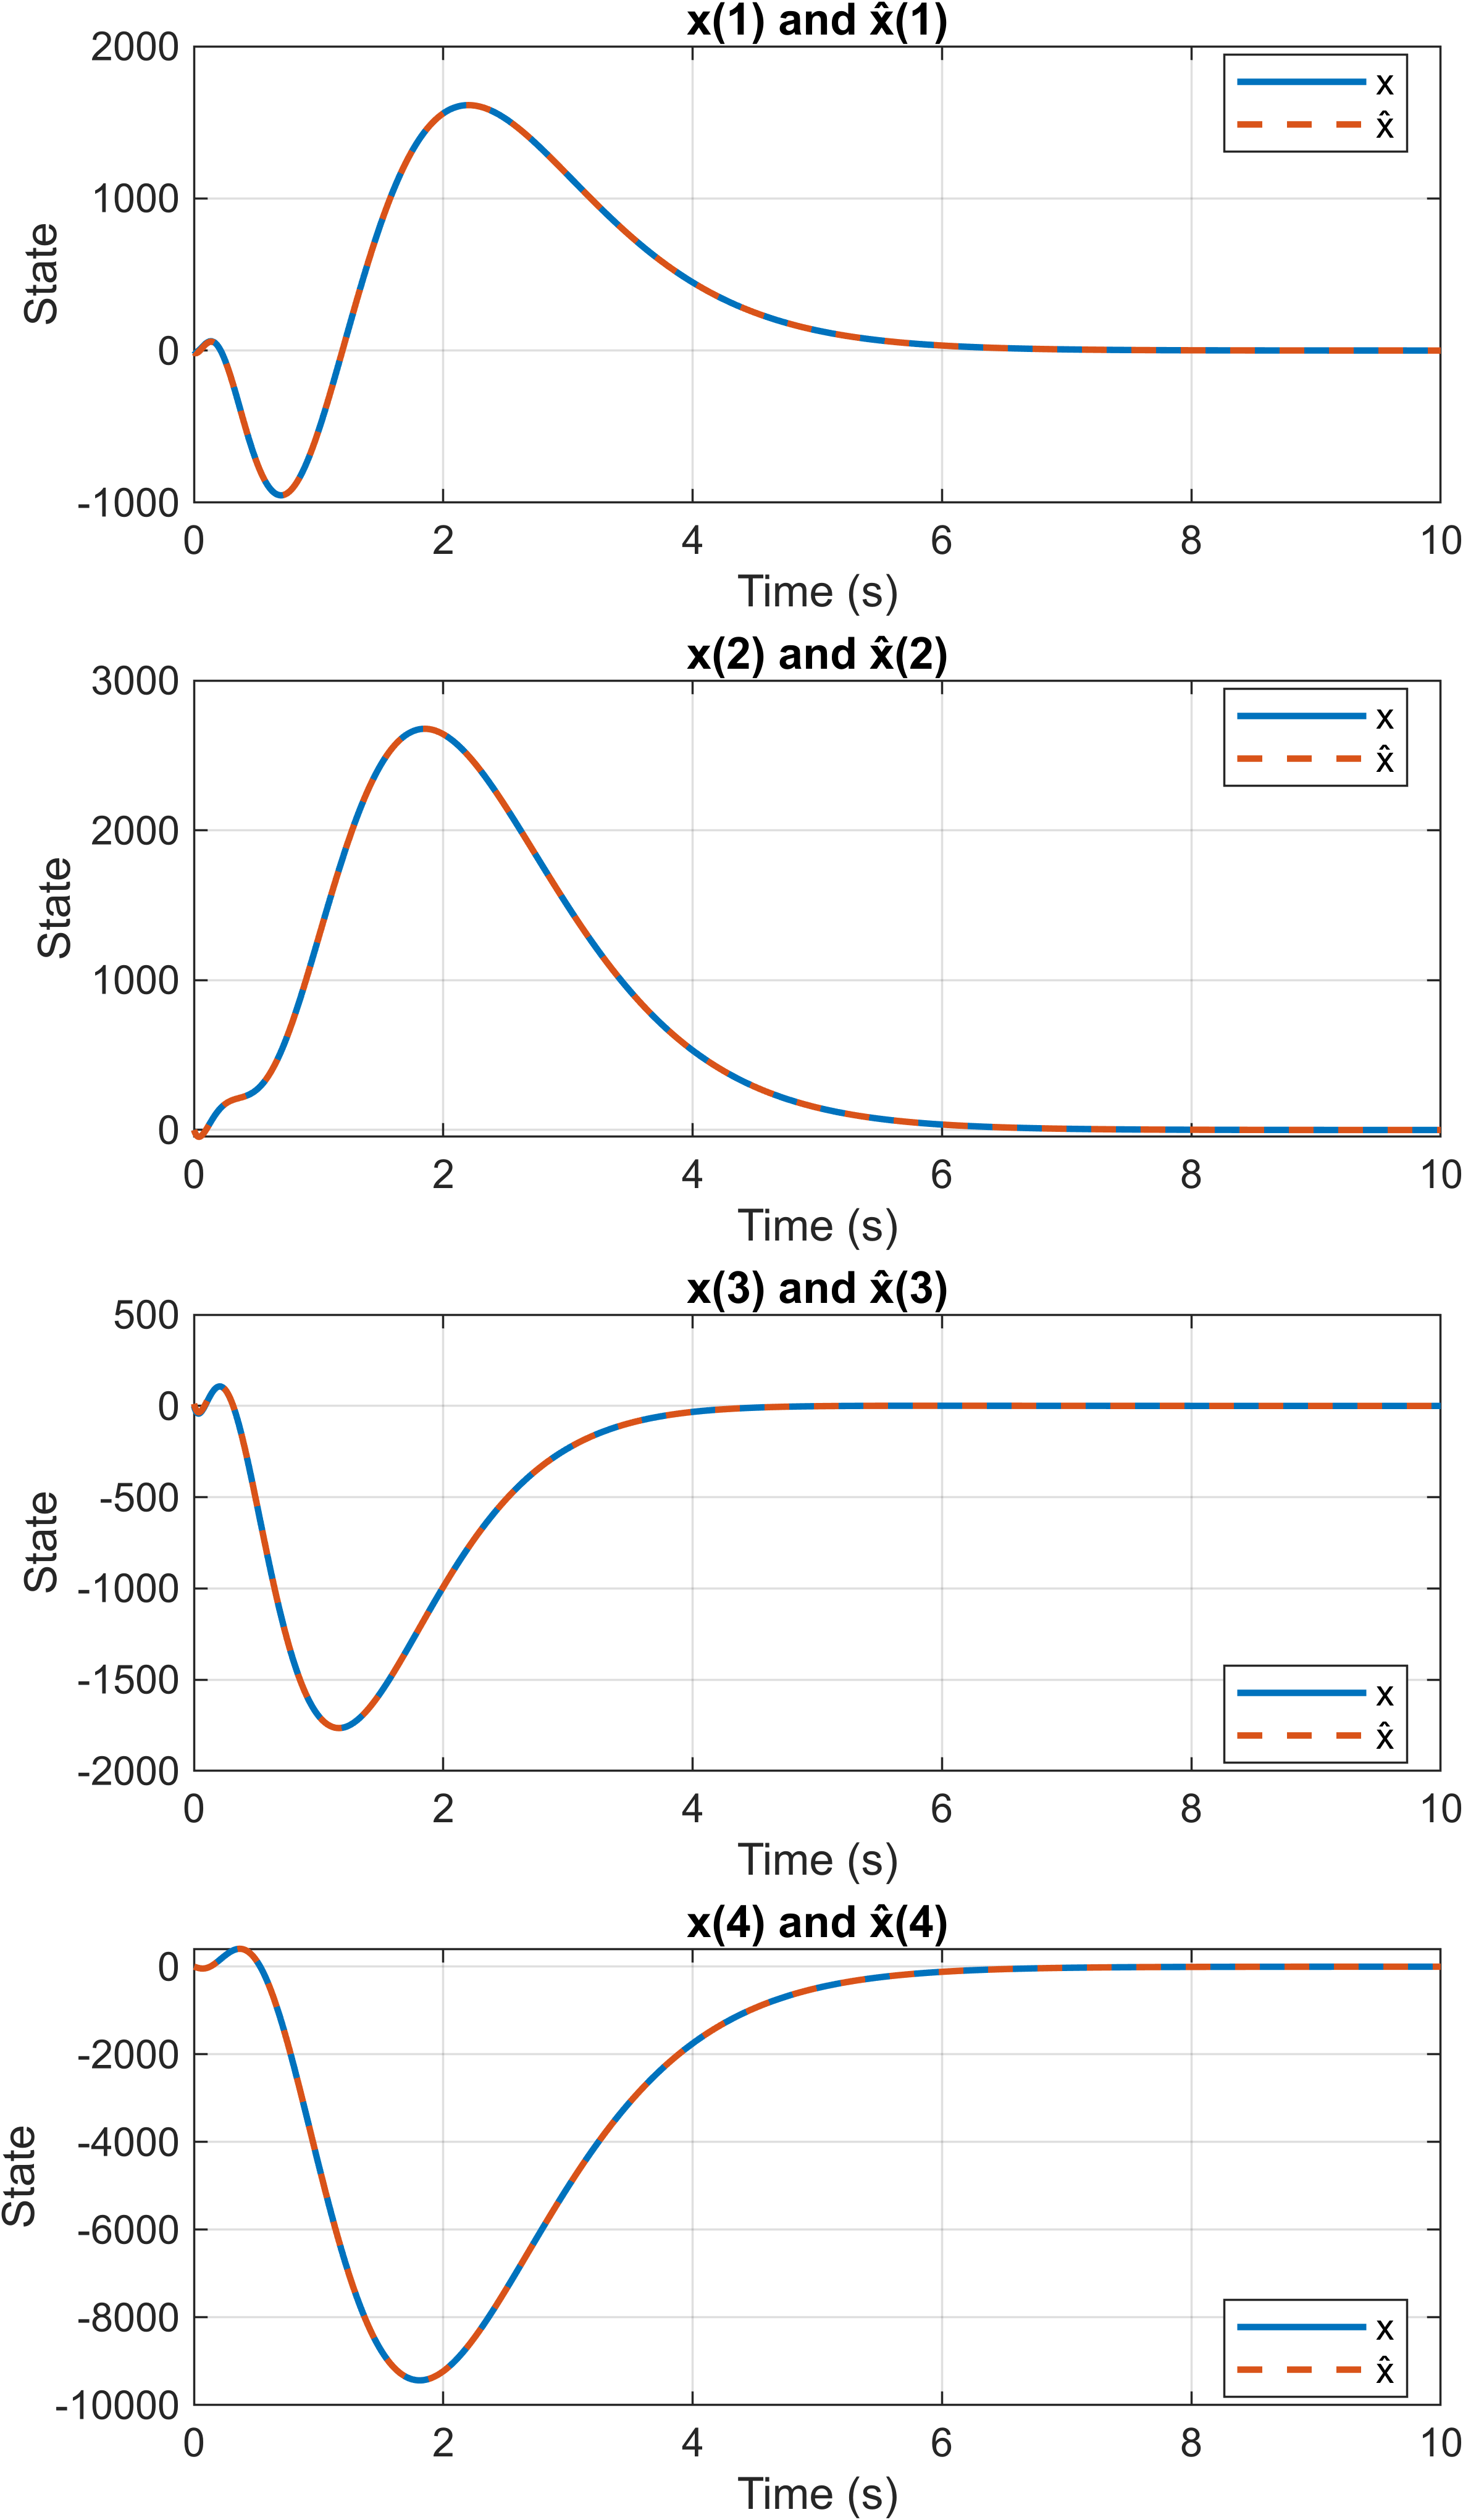 x(1) and x̂(1)
2000
1000
0
-1000
State
x
x̂
0 2 4 6 8 10
Time (s)
x(2) and x̂(2)
3000
2000
1000
0
State
x
x̂
0 2 4 6 8 10
Time (s)
x(3) and x̂(3)
500
0
-500
-1000
-1500
-2000
State
x
x̂
0 2 4 6 8 10
Time (s)
x(4) and x̂(4)
0
-2000
-4000
-6000
-8000
-10000
State
x
x̂
0 2 4 6 8 10
Time (s)